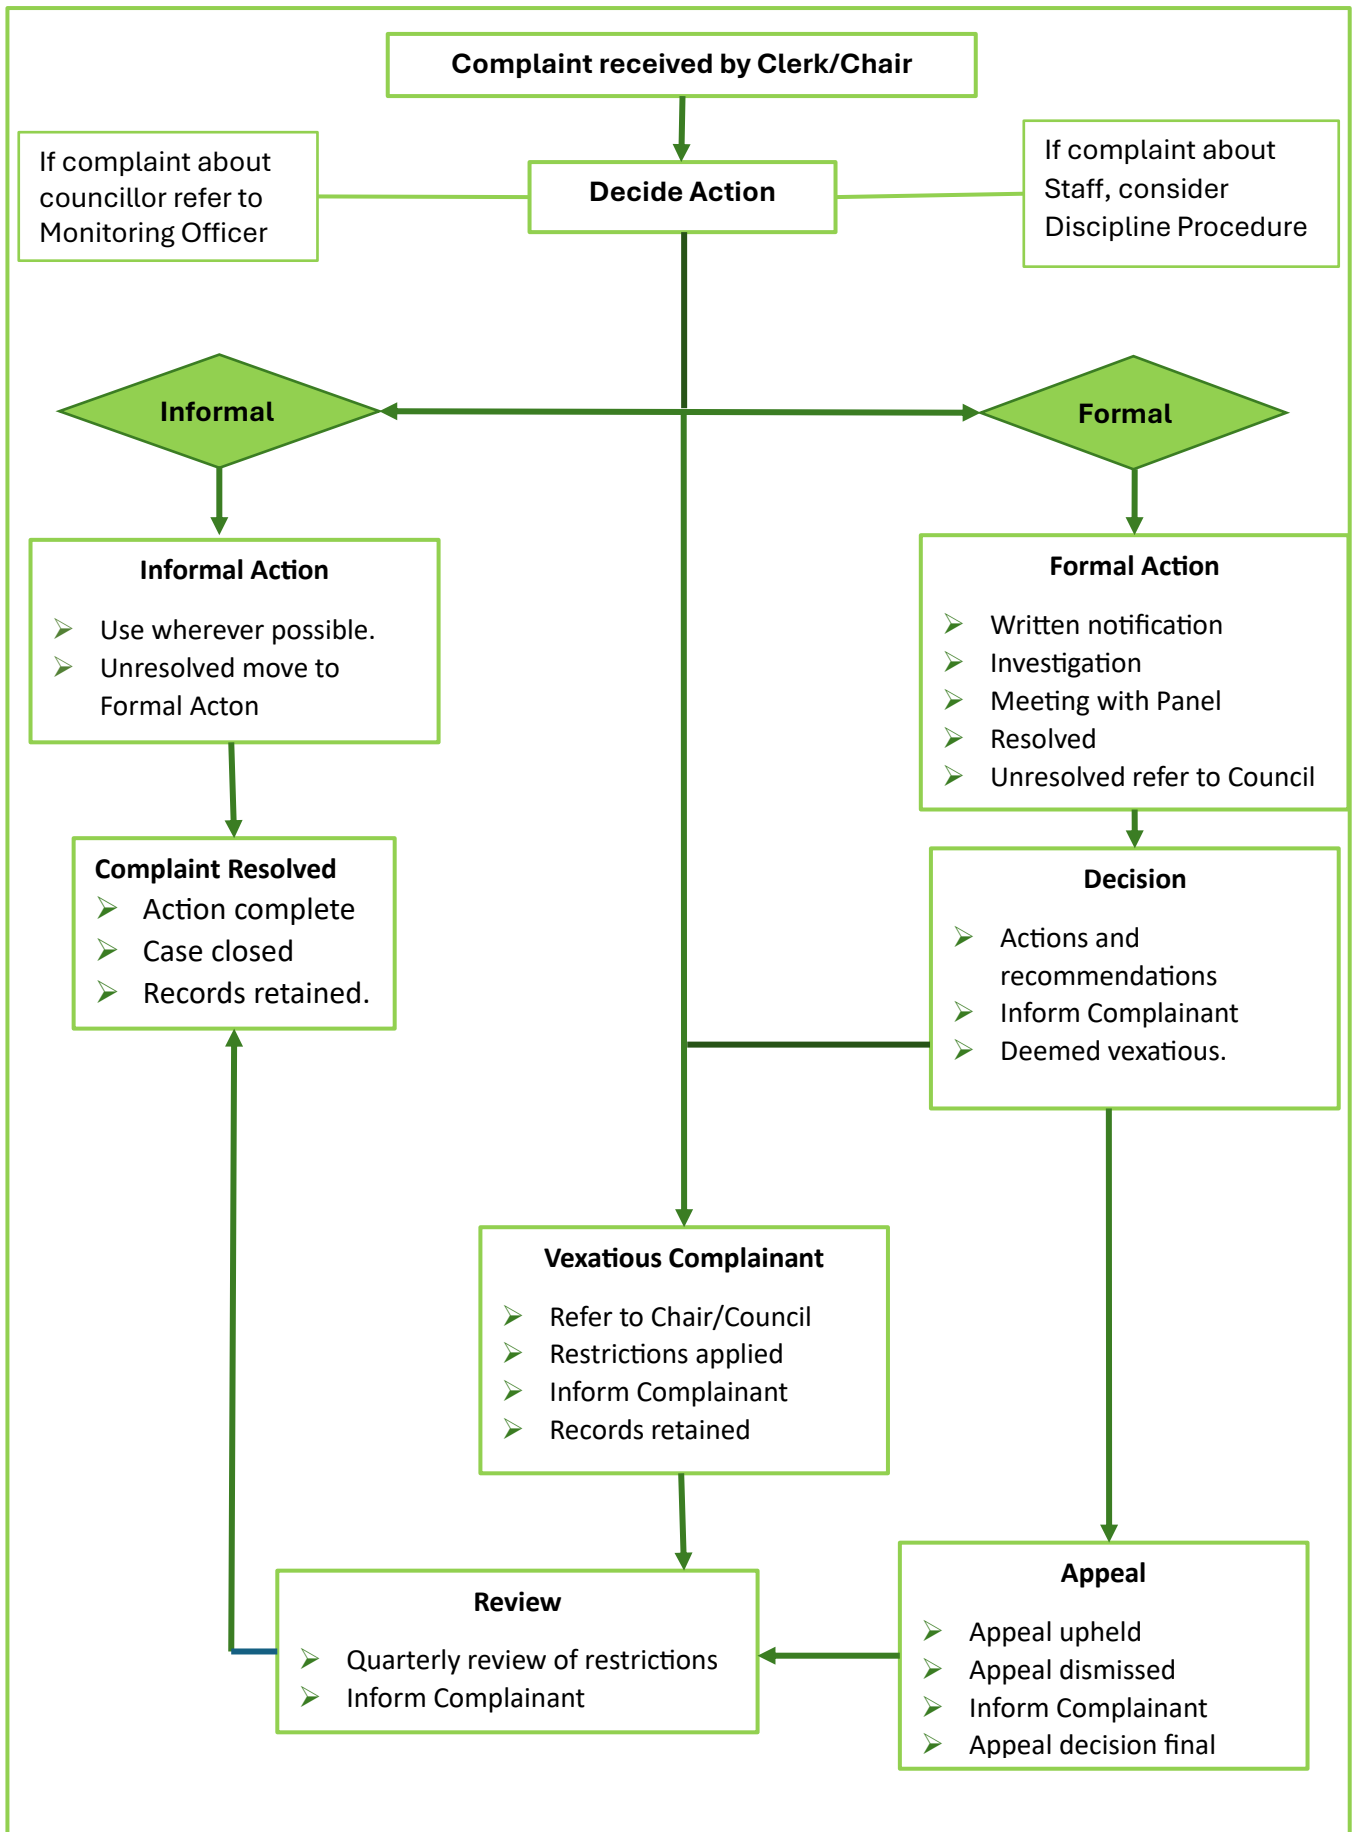 Complaint received by Clerk/Chair
If complaint about
councillor refer to
Monitoring Officer
Decide Action
If complaint about
Staff, consider
Discipline Procedure
Informal
Formal
Informal Action
Use wherever possible.
Unresolved move to
Formal Acton
Formal Action
Written notification
Investigation
Meeting with Panel
Resolved
Unresolved refer to Council
Complaint Resolved
Action complete
Case closed
Records retained.
Decision
Actions and
recommendations
Inform Complainant
Deemed vexatious.
Vexatious Complainant
Refer to Chair/Council
Restrictions applied
Inform Complainant
Records retained
Review
Quarterly review of restrictions
Inform Complainant
Appeal
Appeal upheld
Appeal dismissed
Inform Complainant
Appeal decision final